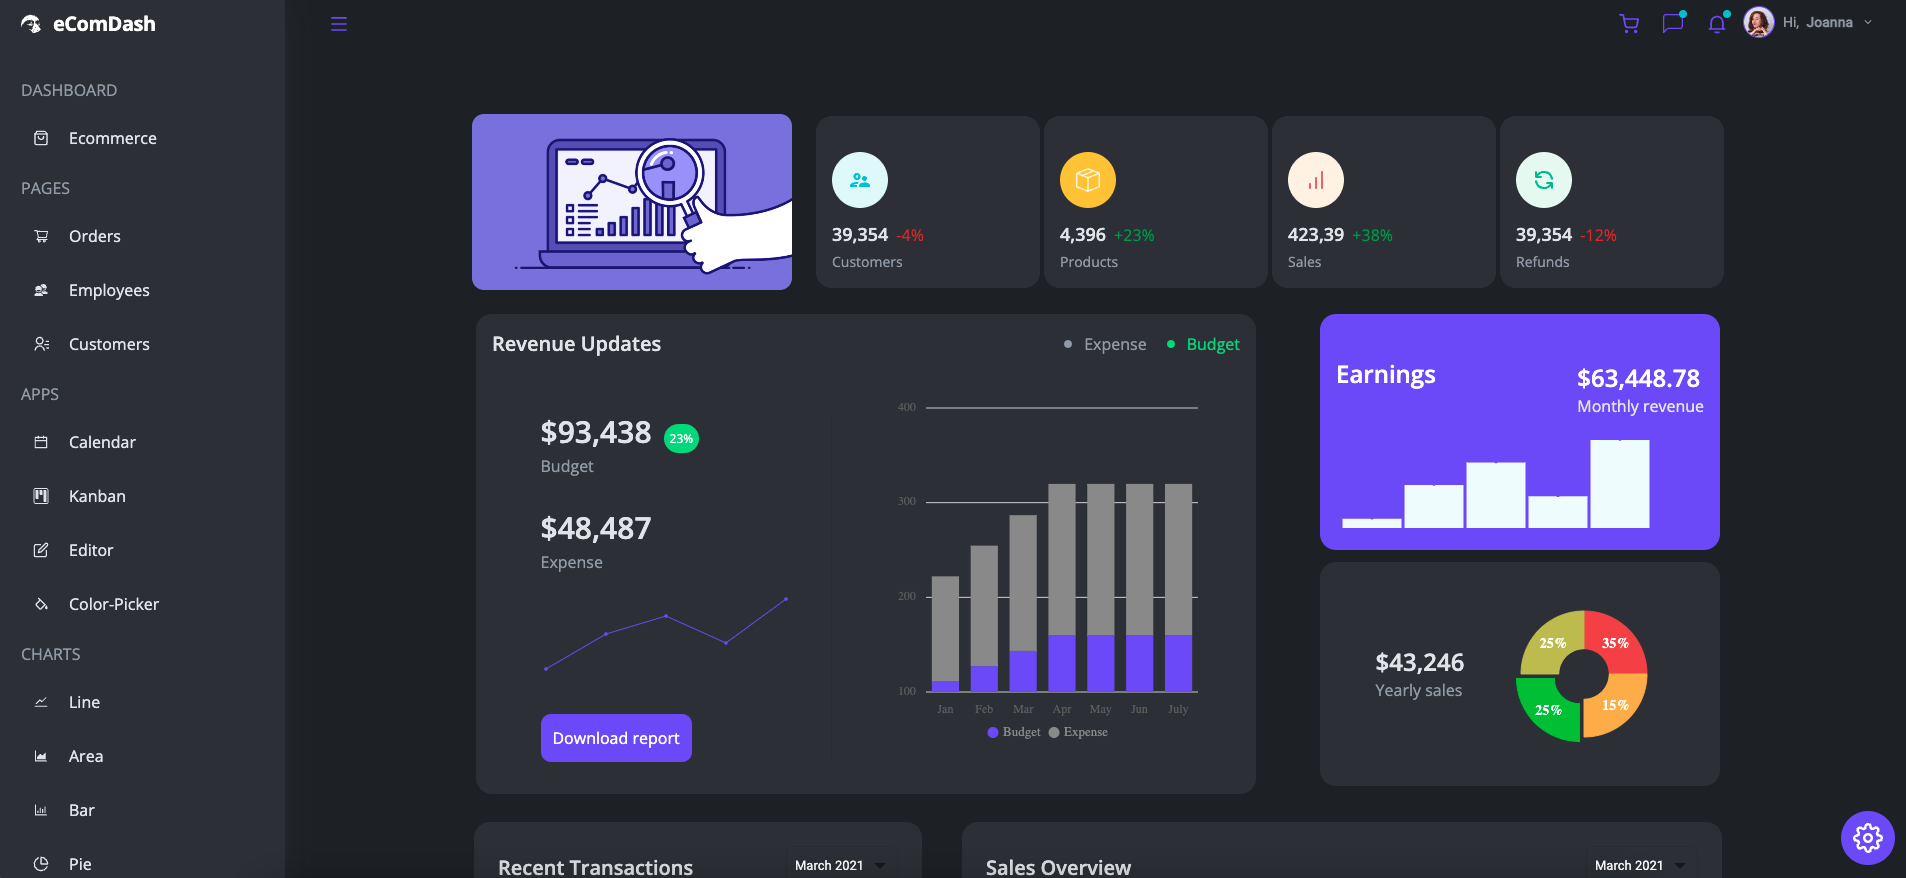 eComDash
Hi, Joanna
DASHBOARD
Ecommerce
PAGES
Orders
Employees
Customers
APPS
Calendar
Kanban
Editor
Color-Picker
CHARTS
Line
Area
Bar
Pie
39,354 -4%
Customers
4,396 +23%
Products
423,39 +38%
Sales
39,354 -12%
Refunds
Revenue Updates
Expense
Budget
$93,438 23%
Budget
$48,487
Expense
Download report
400
300
200
100
Jan Feb Mar Apr May Jun July
Budget Expense
Earnings
$63,448.78
Monthly revenue
$43,246
Yearly sales
25% 35%
25% 15%
Recent Transactions
March 2021
Sales Overview
March 2021